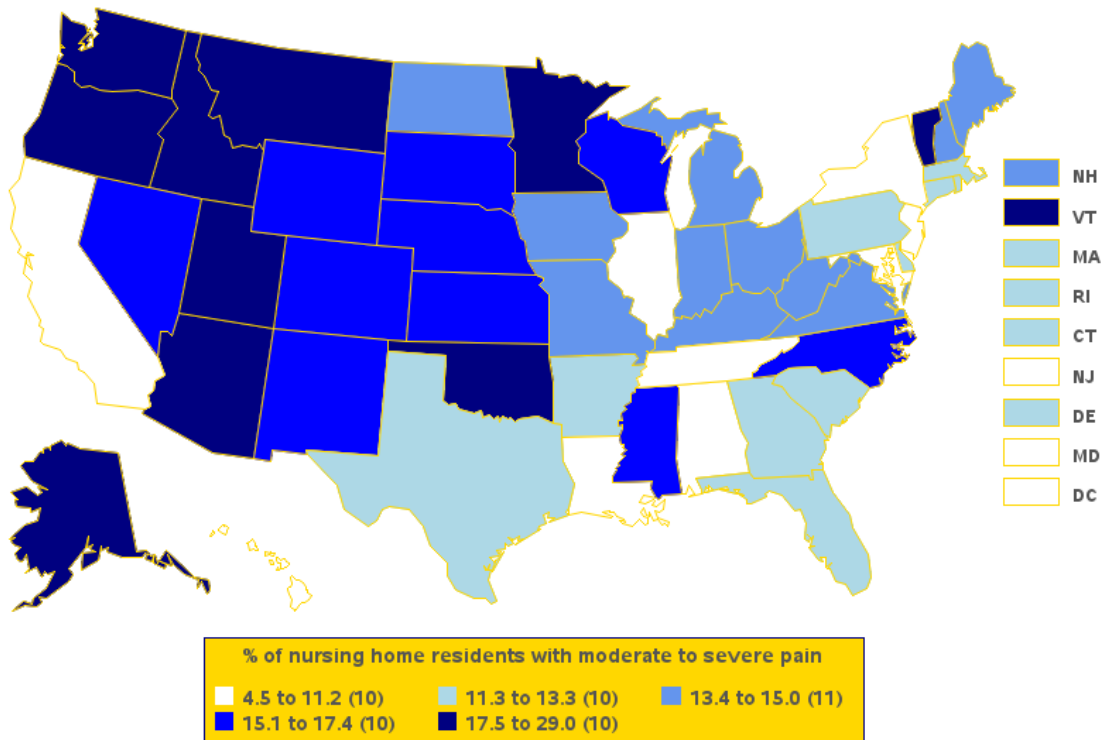 NH
VT
MA
RI
CT
NJ
DE
MD
DC
% of nursing home residents with moderate to severe pain
4.5 to 11.2 (10) 11.3 to 13.3 (10) 13.4 to 15.0 (11)
15.1 to 17.4 (10) 17.5 to 29.0 (10)